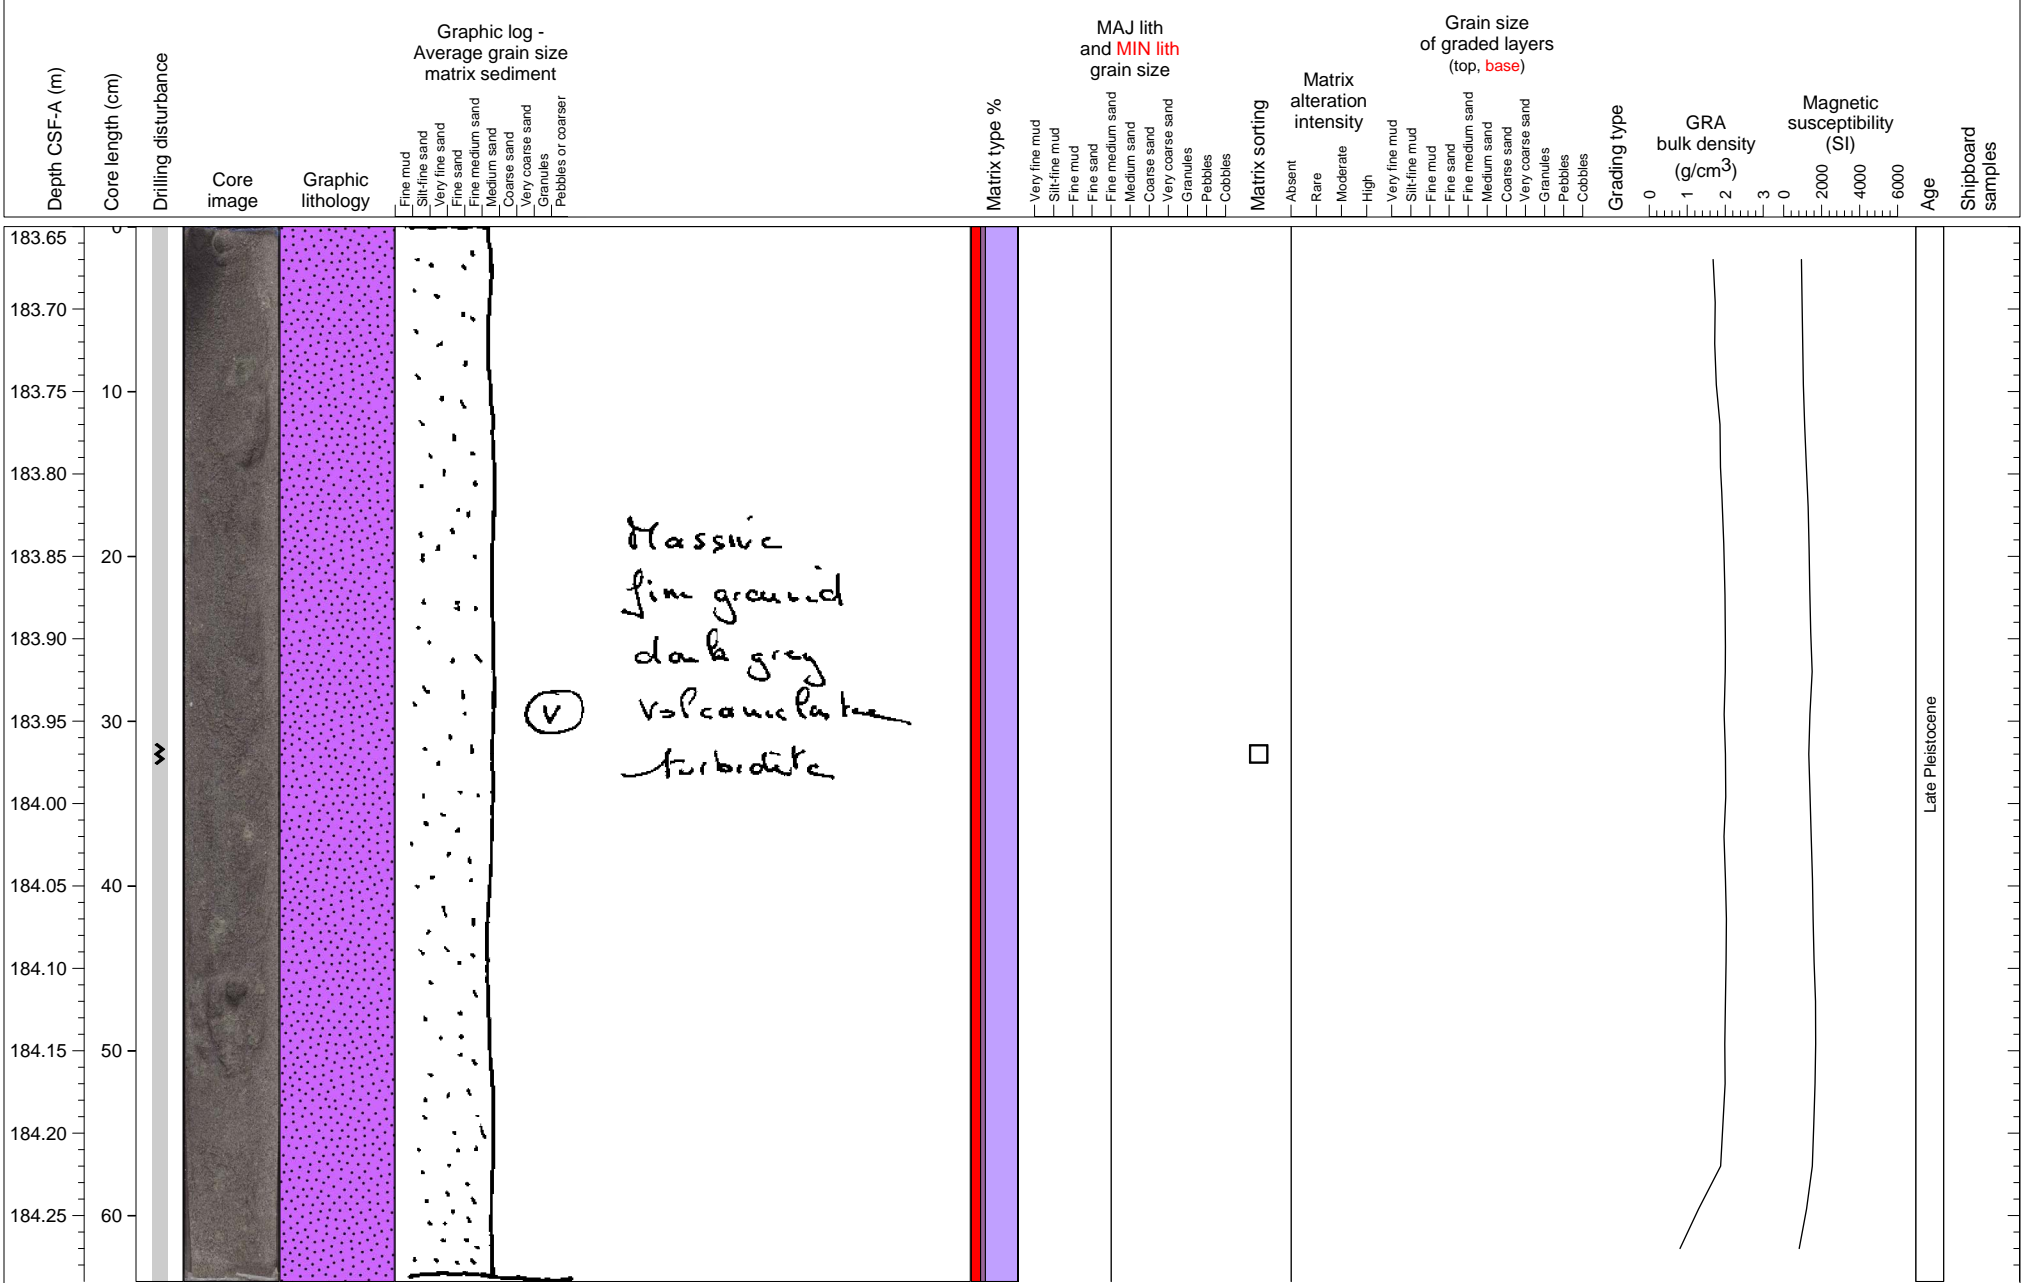 Depth CSF-A (m)
Core length (cm)
Drilling disturbance
Core
image
Graphic
lithology
Graphic log -
Average grain size
matrix sediment
Fine mud
Silt-fine sand
Very fine sand
Fine sand
Fine medium sand
Medium sand
Coarse sand
Very coarse sand
Granules
Pebbles or coarser
Matrix type %
MAJ lith
and MIN lith
grain size
Very fine mud
Silt-fine mud
Fine mud
Fine sand
Fine medium sand
Medium sand
Coarse sand
Very coarse sand
Granules
Pebbles
Cobbles
Matrix sorting
Matrix
alteration
intensity
Absent
Rare
Moderate
High
Grain size
of graded layers
(top, base)
Very fine mud
Silt-fine mud
Fine mud
Fine sand
Fine medium sand
Medium sand
Coarse sand
Very coarse sand
Granules
Pebbles
Cobbles
Grading type
GRA
bulk density
(g/cm3)
0 1 2 3
Magnetic
susceptibility
(SI)
0 2000 4000 6000
Age
Shipboard
samples
183.65 0
183.70
183.75 10
183.80
183.85 20
183.90
183.95 30
184.00
184.05 40
184.10
184.15 50
184.20
184.25 60
Massive
fine grained
dark grey
V volcaniclastic
turbidite
Late Pleistocene